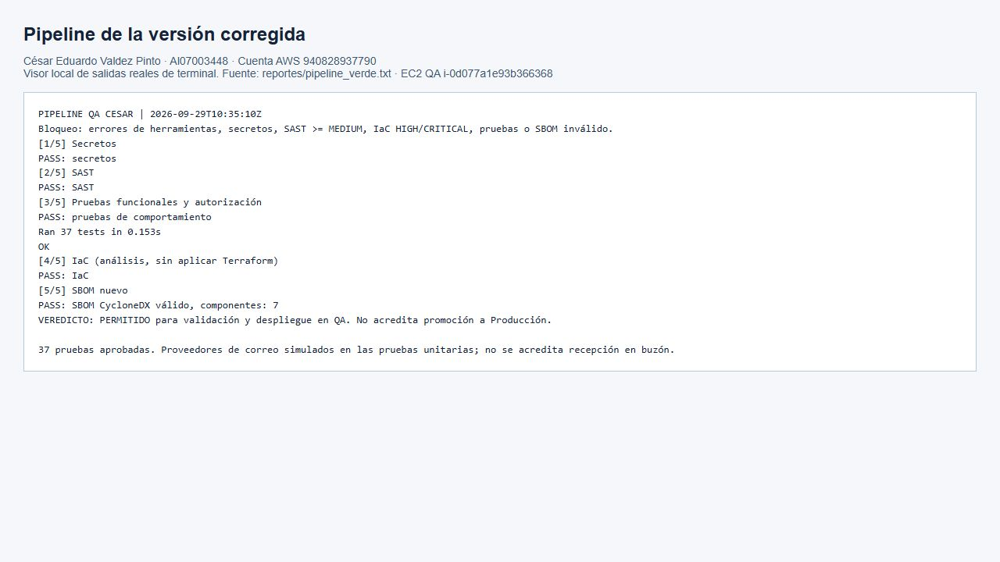 Pipeline de la versión corregida
César Eduardo Valdez Pinto · Al07003448 · Cuenta AWS 940828937790
Visor local de salidas reales de terminal. Fuente: reportes/pipeline_verde.txt · EC2 QA i-0d077a1e93b366368
PIPELINE QA CESAR | 2026-09-29T10:35:10Z
Bloqueo: errores de herramientas, secretos, SAST >= MEDIUM, IaC HIGH/CRITICAL, pruebas o SBOM inválido.
[1/5] Secretos
PASS: secretos
[2/5] SAST
PASS: SAST
[3/5] Pruebas funcionales y autorización
PASS: pruebas de comportamiento
Ran 37 tests in 0.153s
OK
[4/5] IaC (análisis, sin aplicar Terraform)
PASS: IaC
[5/5] SBOM nuevo
PASS: SBOM CycloneDX válido, componentes: 7
VEREDICTO: PERMITIDO para validación y despliegue en QA. No acredita promoción a Producción.
37 pruebas aprobadas. Proveedores de correo simulados en las pruebas unitarias; no se acredita recepción en buzón.